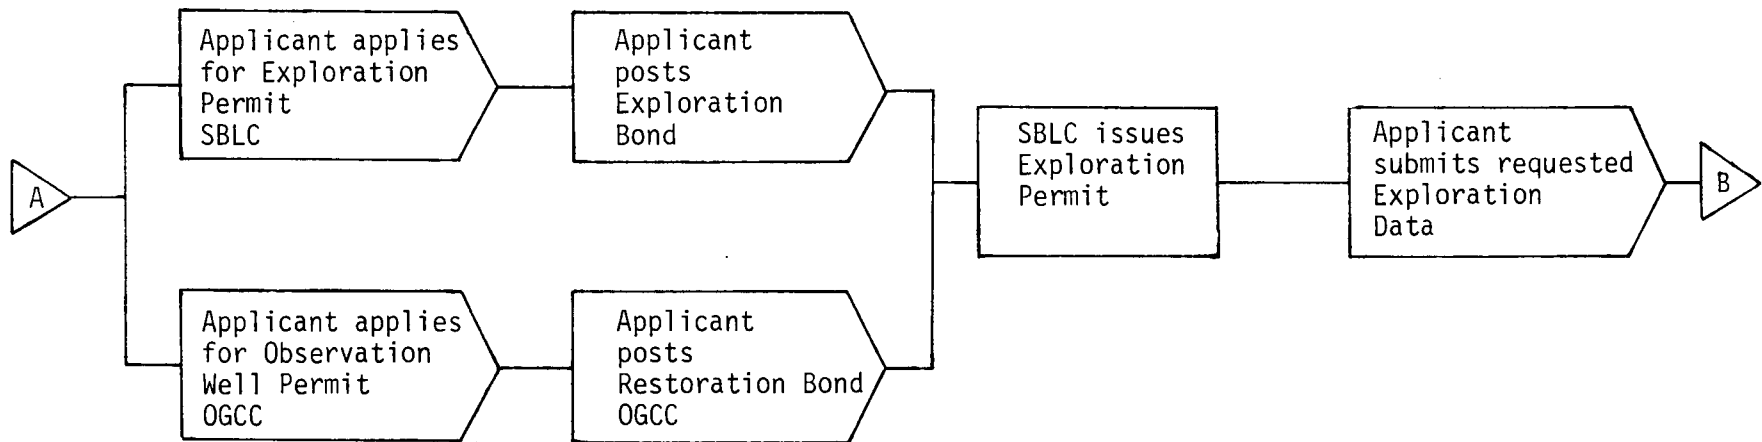 A
Applicant applies
for Exploration
Permit
SBLC
Applicant
posts
Exploration
Bond
Applicant applies
for Observation
Well Permit
OGCC
Applicant
posts
Restoration Bond
OGCC
SBLC issues
Exploration
Permit
Applicant
submits requested
Exploration
Data
B